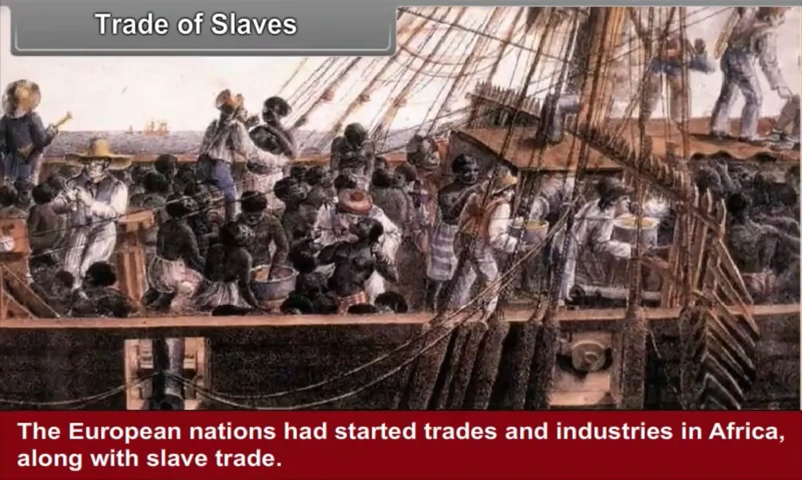 Trade of Slaves
The European nations had started trades and industries in Africa,
along with slave trade.